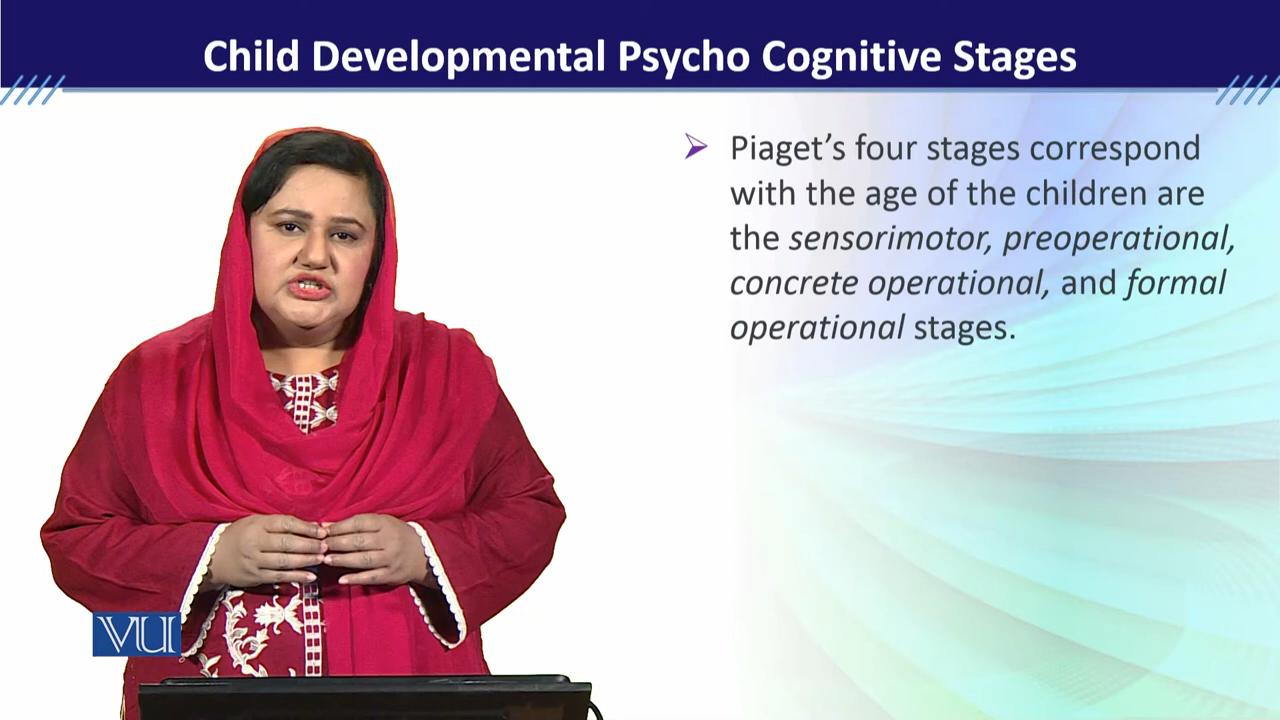 Child Developmental Psycho Cognitive Stages
Piaget’s four stages correspond
with the age of the children are
the sensorimotor, preoperational,
concrete operational, and formal
operational stages.
VU